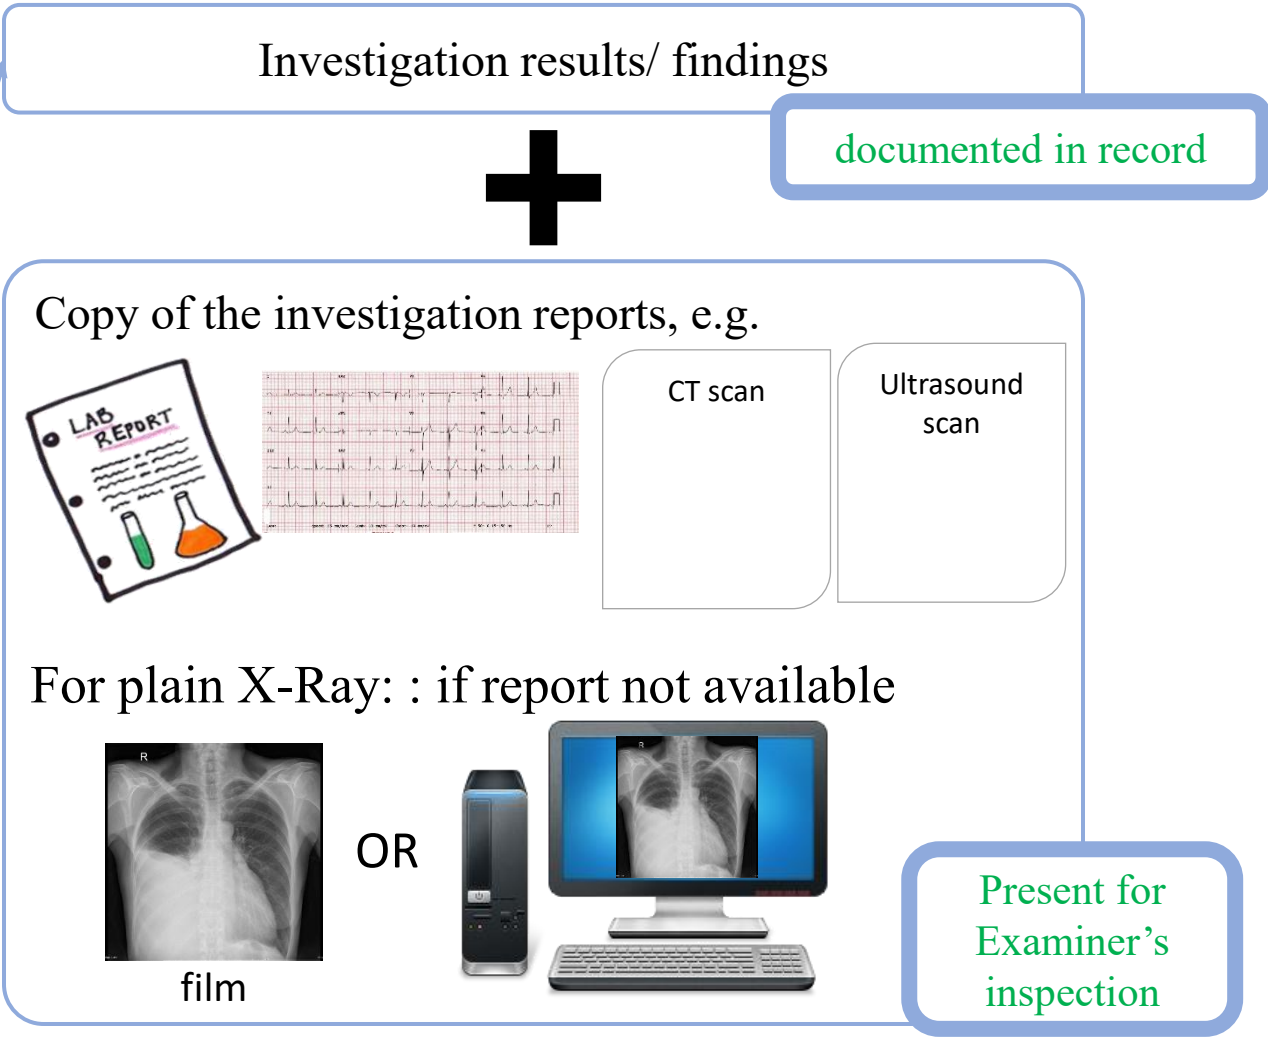 Investigation results/ findings
documented in record
Copy of the investigation reports, e.g.
LAB
REPORT
CT scan
Ultrasound
scan
For plain X-Ray: : if report not available
R
R
OR
film
Present for
Examiner’s
inspection